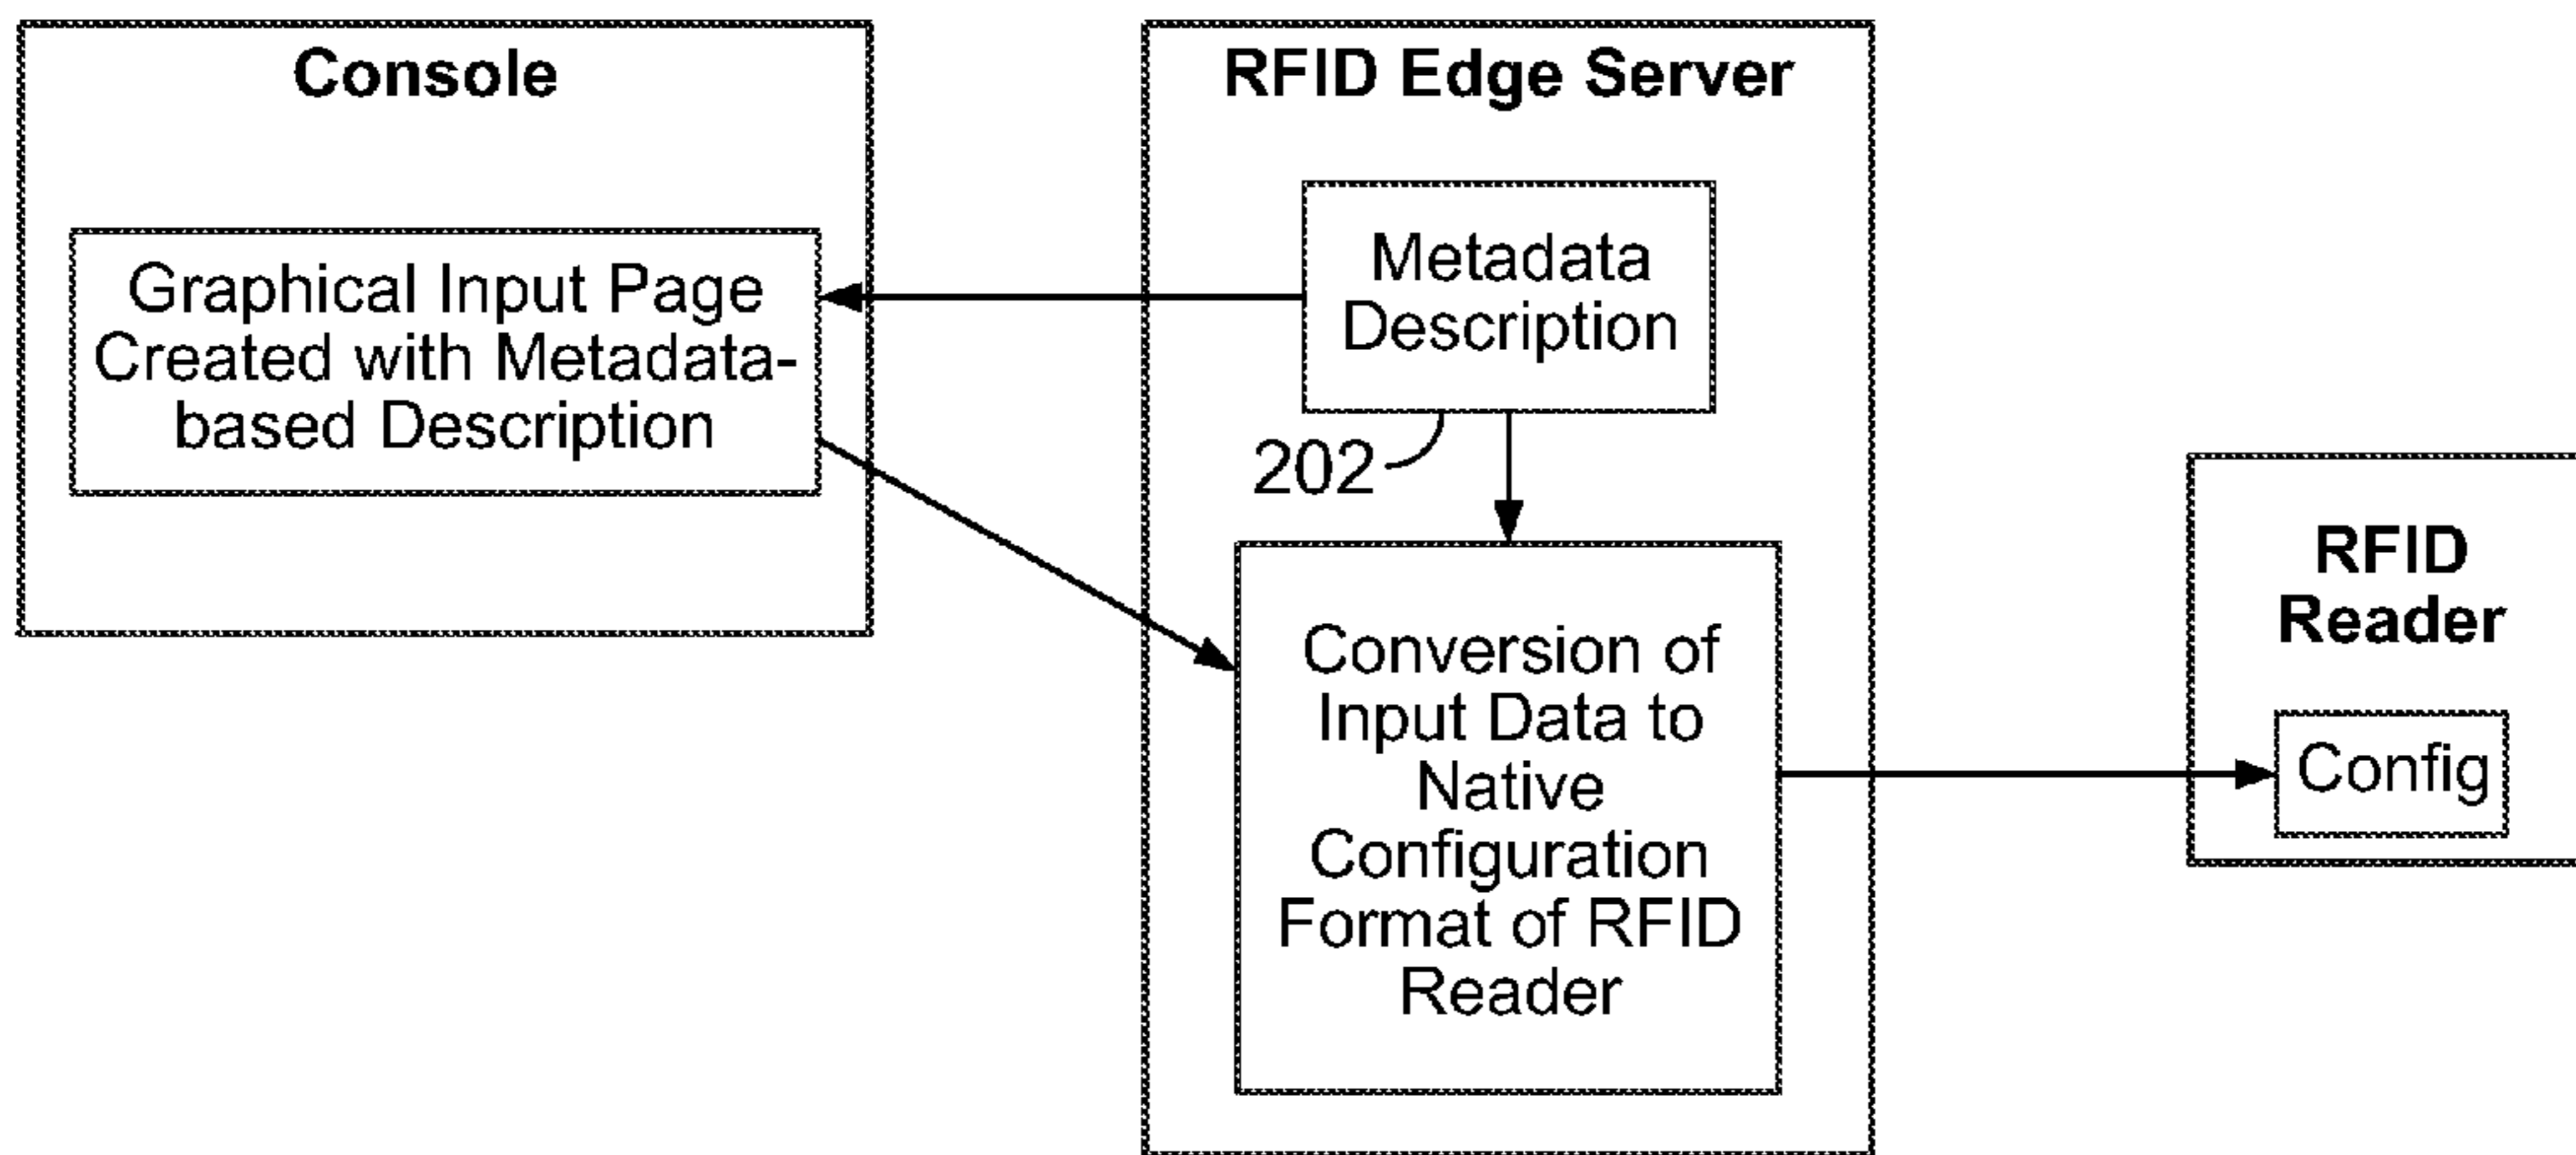 Console
Graphical Input Page
Created with Metadata-
based Description
RFID Edge Server
Metadata
Description
202
Conversion of
Input Data to
Native
Configuration
Format of RFID
Reader
RFID
Reader
Config